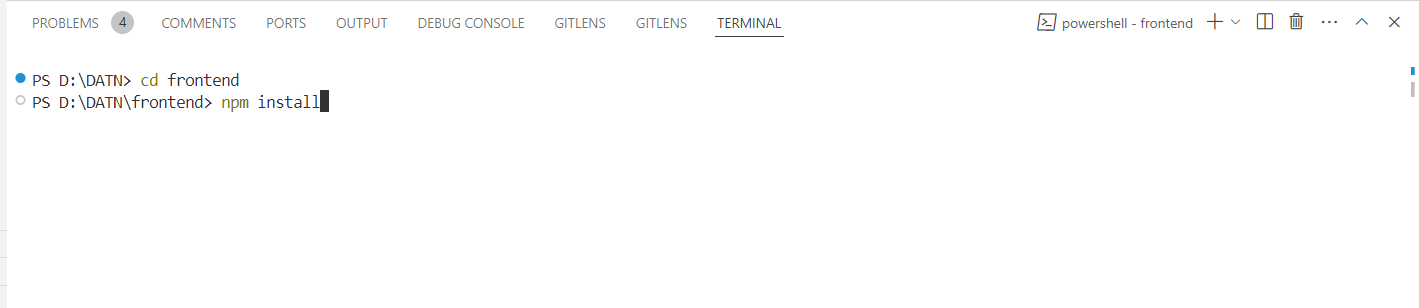 PROBLEMS 4 COMMENTS PORTS OUTPUT DEBUG CONSOLE GITLENS GITLENS TERMINAL powershell - frontend
PS D:\DATN> cd frontend
PS D:\DATN\frontend> npm install